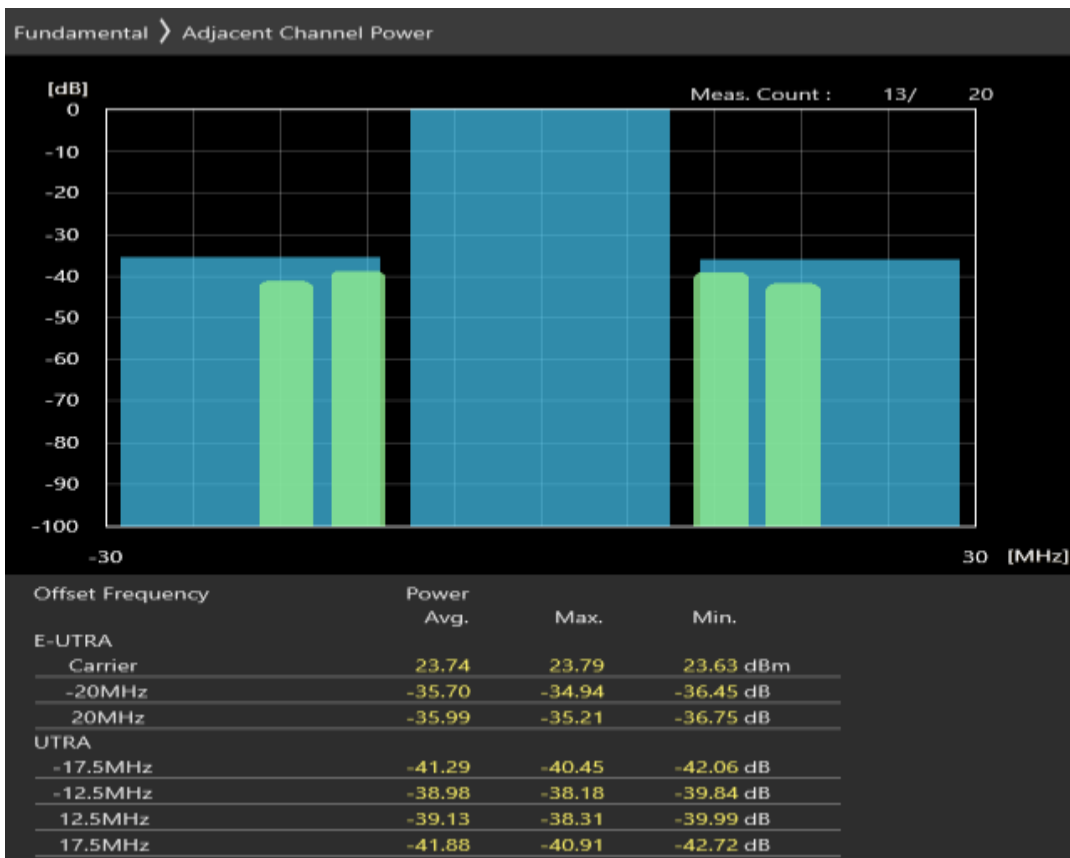 Fundamental 〉 Adjacent Channel Power
[dB]
Meas. Count : 13/ 20
0
-10
-20
-30
-40
-50
-60
-70
-80
-90
-100
-30 30 [MHz]
Offset Frequency Power
Avg. Max. Min.
E-UTRA
Carrier 23.74 23.79 23.63 dBm
-20MHz -35.70 -34.94 -36.45 dB
20MHz -35.99 -35.21 -36.75 dB
UTRA
-17.5MHz -41.29 -40.45 -42.06 dB
-12.5MHz -38.98 -38.18 -39.84 dB
12.5MHz -39.13 -38.31 -39.99 dB
17.5MHz -41.88 -40.91 -42.72 dB